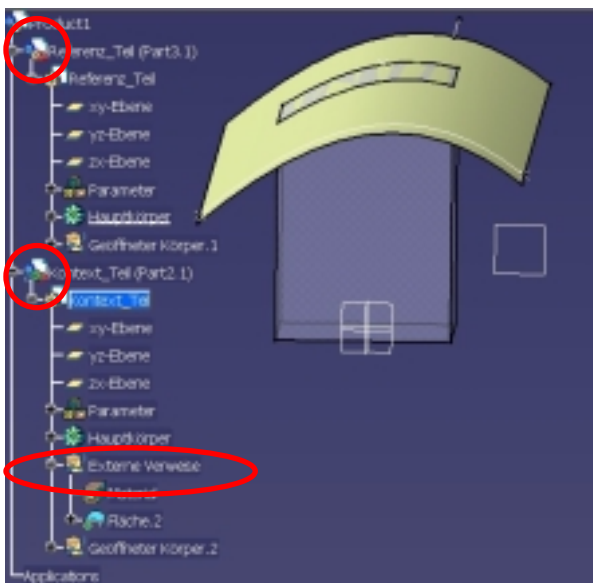 Product1
Referenz_Teil (Part3.1)
Referenz_Teil
xy-Ebene
yz-Ebene
zx-Ebene
Parameter
Hauptkörper
Geöffneter Körper.1
Kontext_Teil (Part2.1)
Kontext_Teil
xy-Ebene
yz-Ebene
zx-Ebene
Parameter
Hauptkörper
Externe Verweise
Material
Fläche.2
Geöffneter Körper.2
Applications